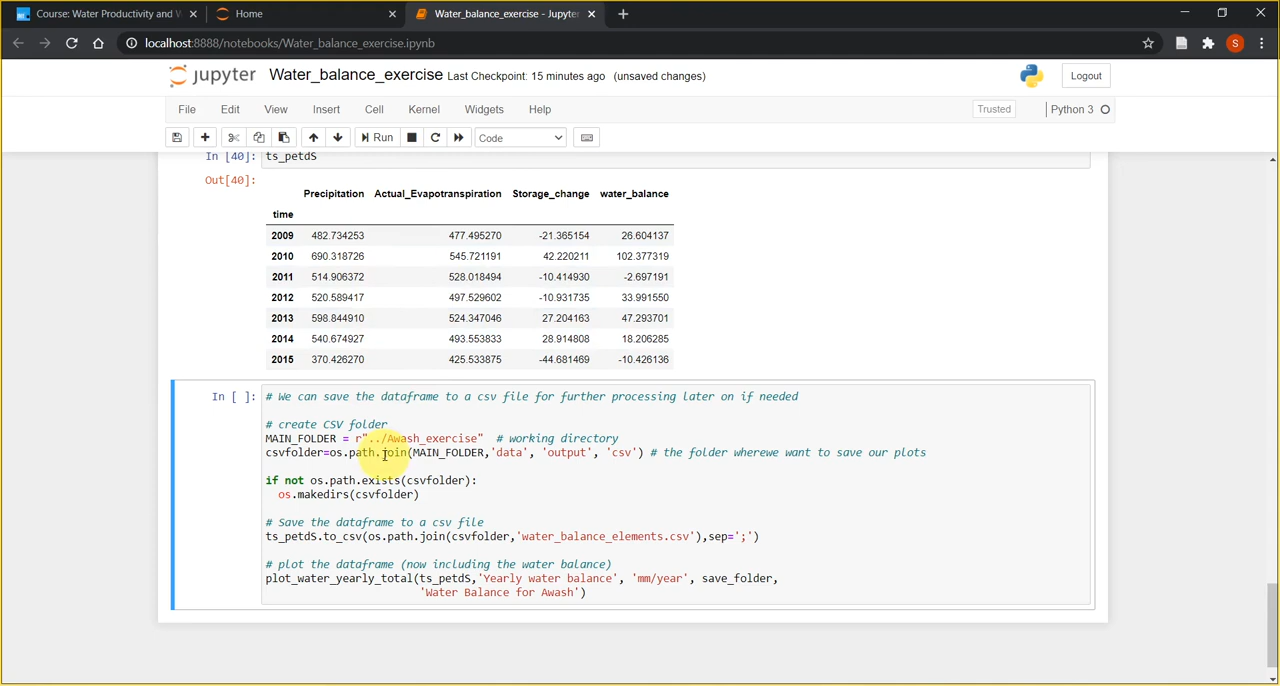 Course: Water Productivity and W
Home
Water_balance_exercise - Jupyter
localhost:8888/notebooks/Water_balance_exercise.ipynb
S
jupyter Water_balance_exercise Last Checkpoint: 15 minutes ago (unsaved changes)
Logout
File Edit View Insert Cell Kernel Widgets Help
Trusted
Python 3
Run
Code
In [40]: ts_petdS
Out[40]:
Precipitation Actual_Evapotranspiration Storage_change water_balance
time
2009 482.734253 477.495270 -21.365154 26.604137
2010 690.318726 545.721191 42.220211 102.377319
2011 514.906372 528.018494 -10.414930 -2.697191
2012 520.589417 497.529602 -10.931735 33.991550
2013 598.844910 524.347046 27.204163 47.293701
2014 540.674927 493.553833 28.914808 18.206285
2015 370.426270 425.533875 -44.681469 -10.426136
In [ ]: # We can save the dataframe to a csv file for further processing later on if needed
# create CSV folder
MAIN_FOLDER = r"../Awash_exercise" # working directory
csvfolder=os.path.join(MAIN_FOLDER,'data', 'output', 'csv') # the folder wherewe want to save our plots
if not os.path.exists(csvfolder):
os.makedirs(csvfolder)
# Save the dataframe to a csv file
ts_petdS.to_csv(os.path.join(csvfolder,'water_balance_elements.csv'),sep=';')
# plot the dataframe (now including the water balance)
plot_water_yearly_total(ts_petdS,'Yearly water balance', 'mm/year', save_folder,
'Water Balance for Awash')